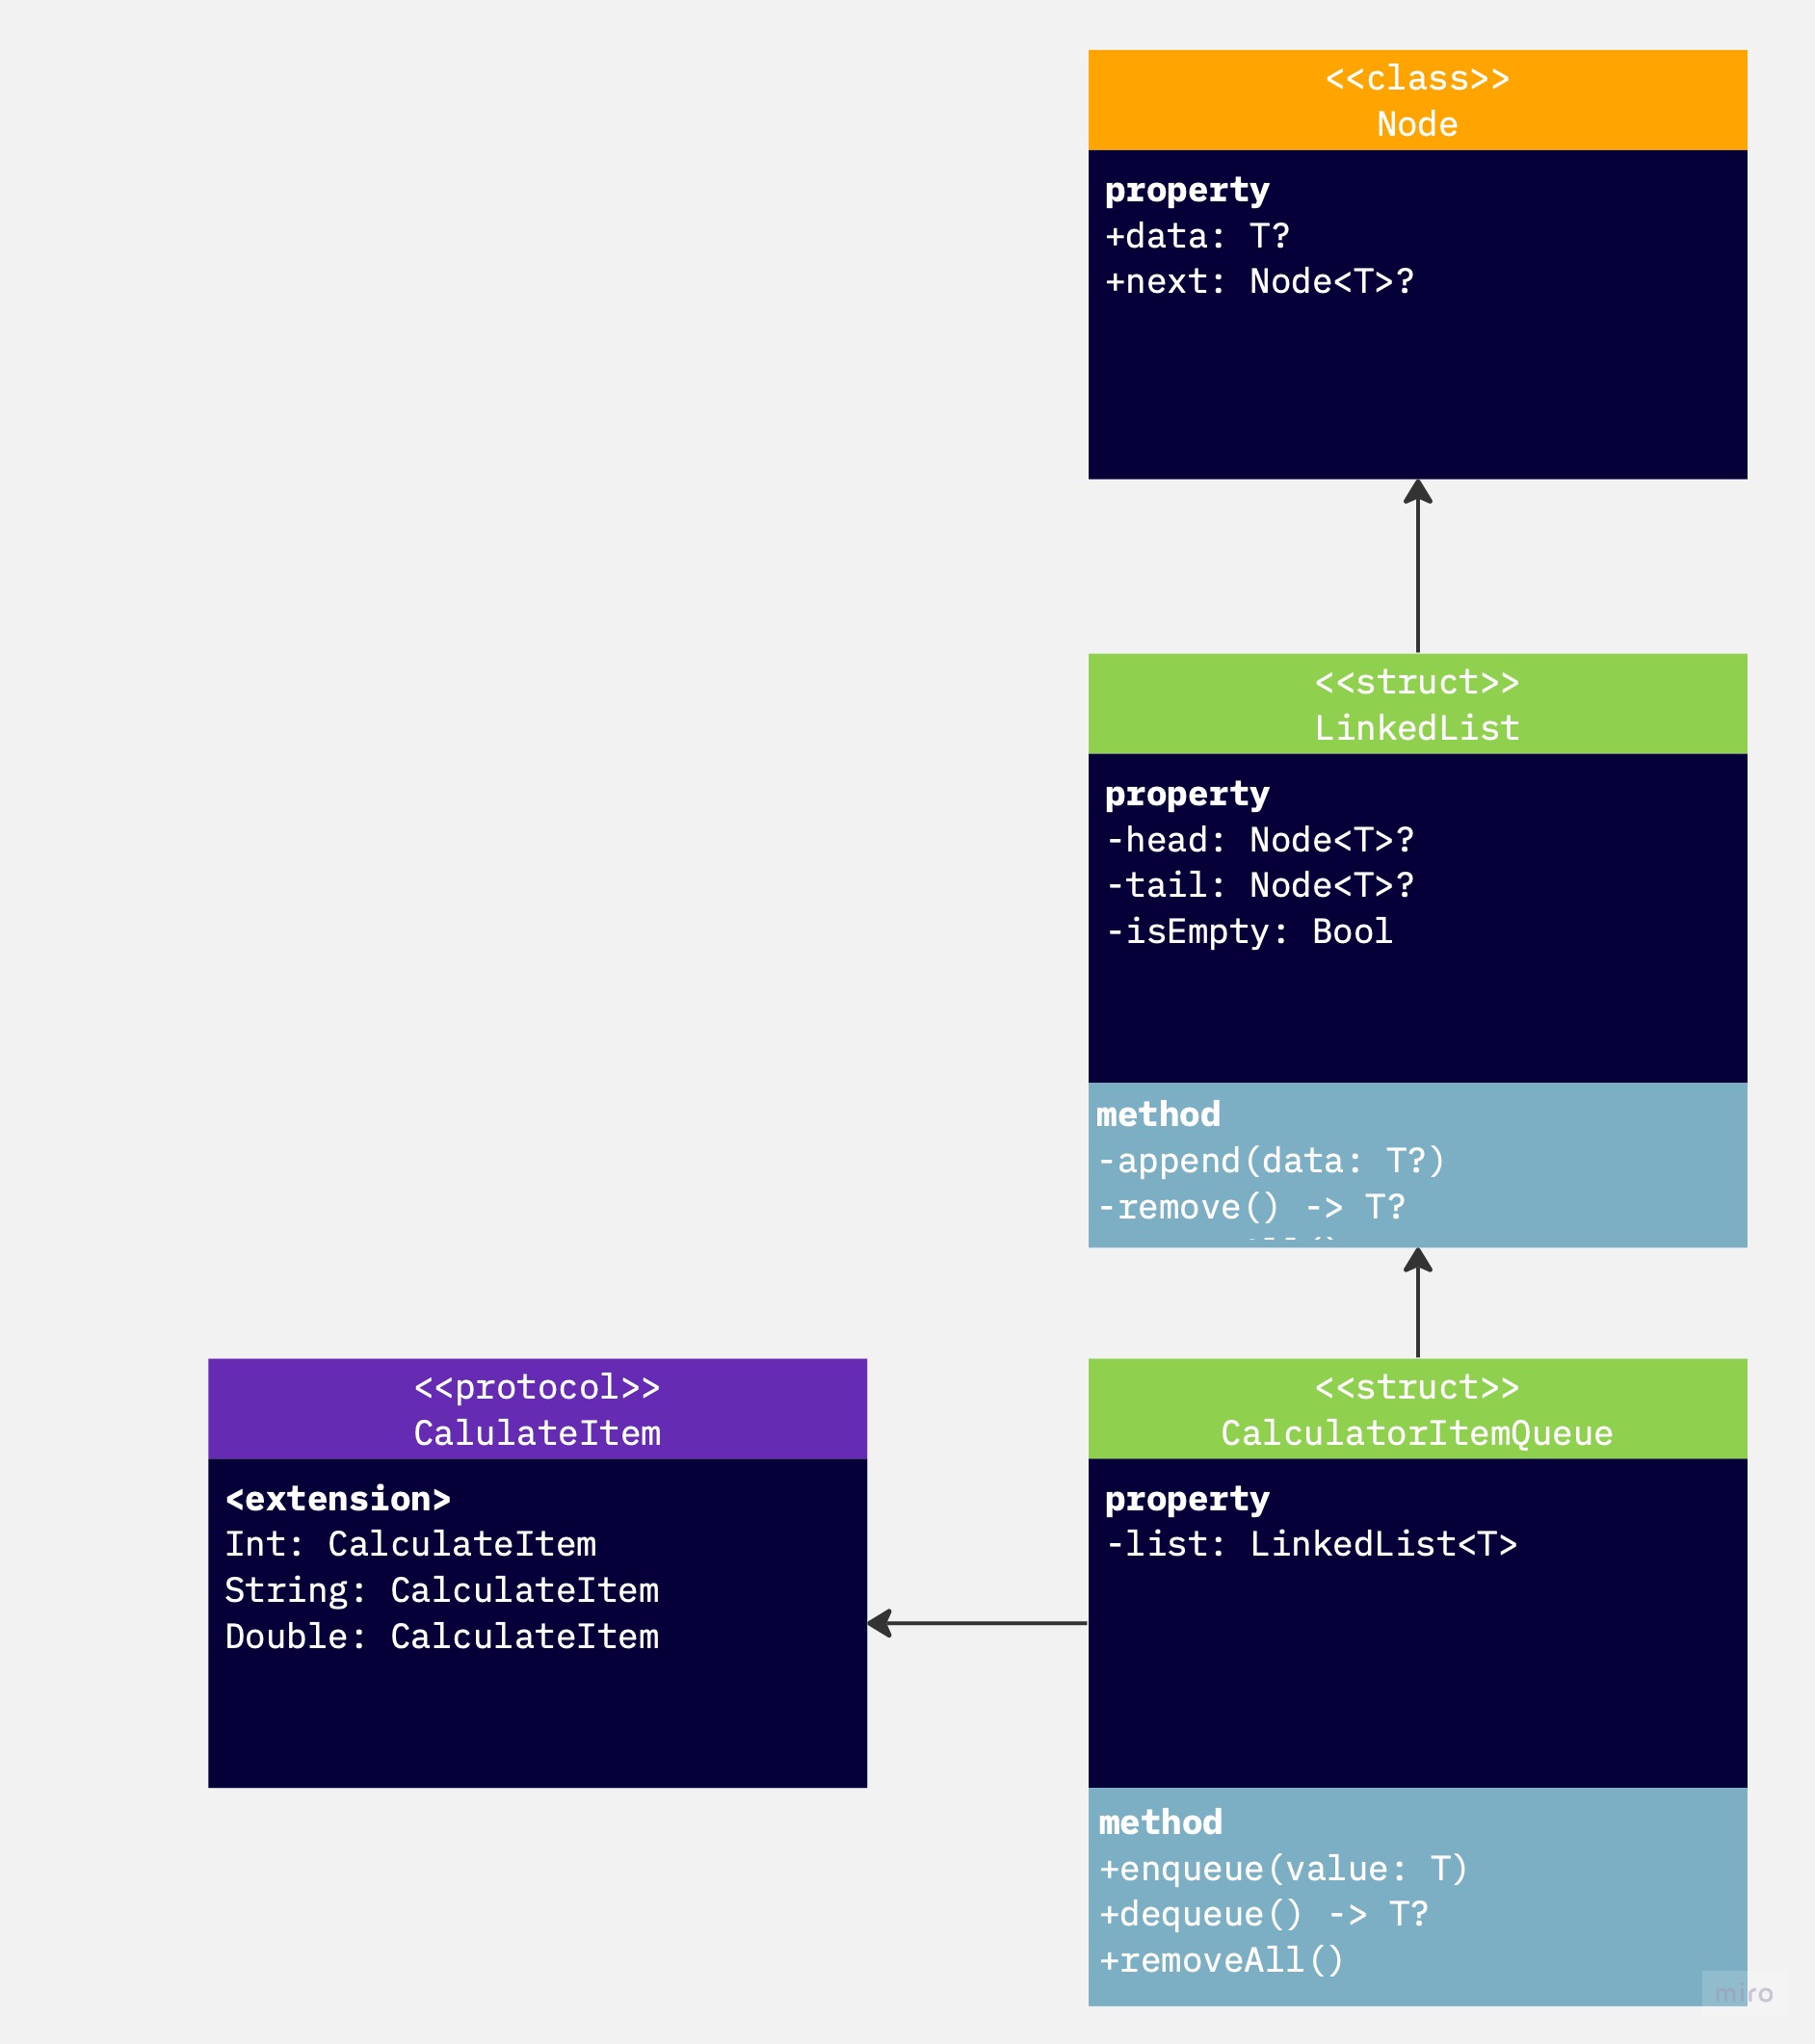 <<class>>
Node
property
+data: T?
+next: Node<T>?
<<struct>>
LinkedList
property
-head: Node<T>?
-tail: Node<T>?
-isEmpty: Bool
method
-append(data: T?)
-remove() -> T?
<<protocol>>
CalulateItem
<extension>
Int: CalculateItem
String: CalculateItem
Double: CalculateItem
<<struct>>
CalculatorItemQueue
property
-list: LinkedList<T>
method
+enqueue(value: T)
+dequeue() -> T?
+removeAll()
miro